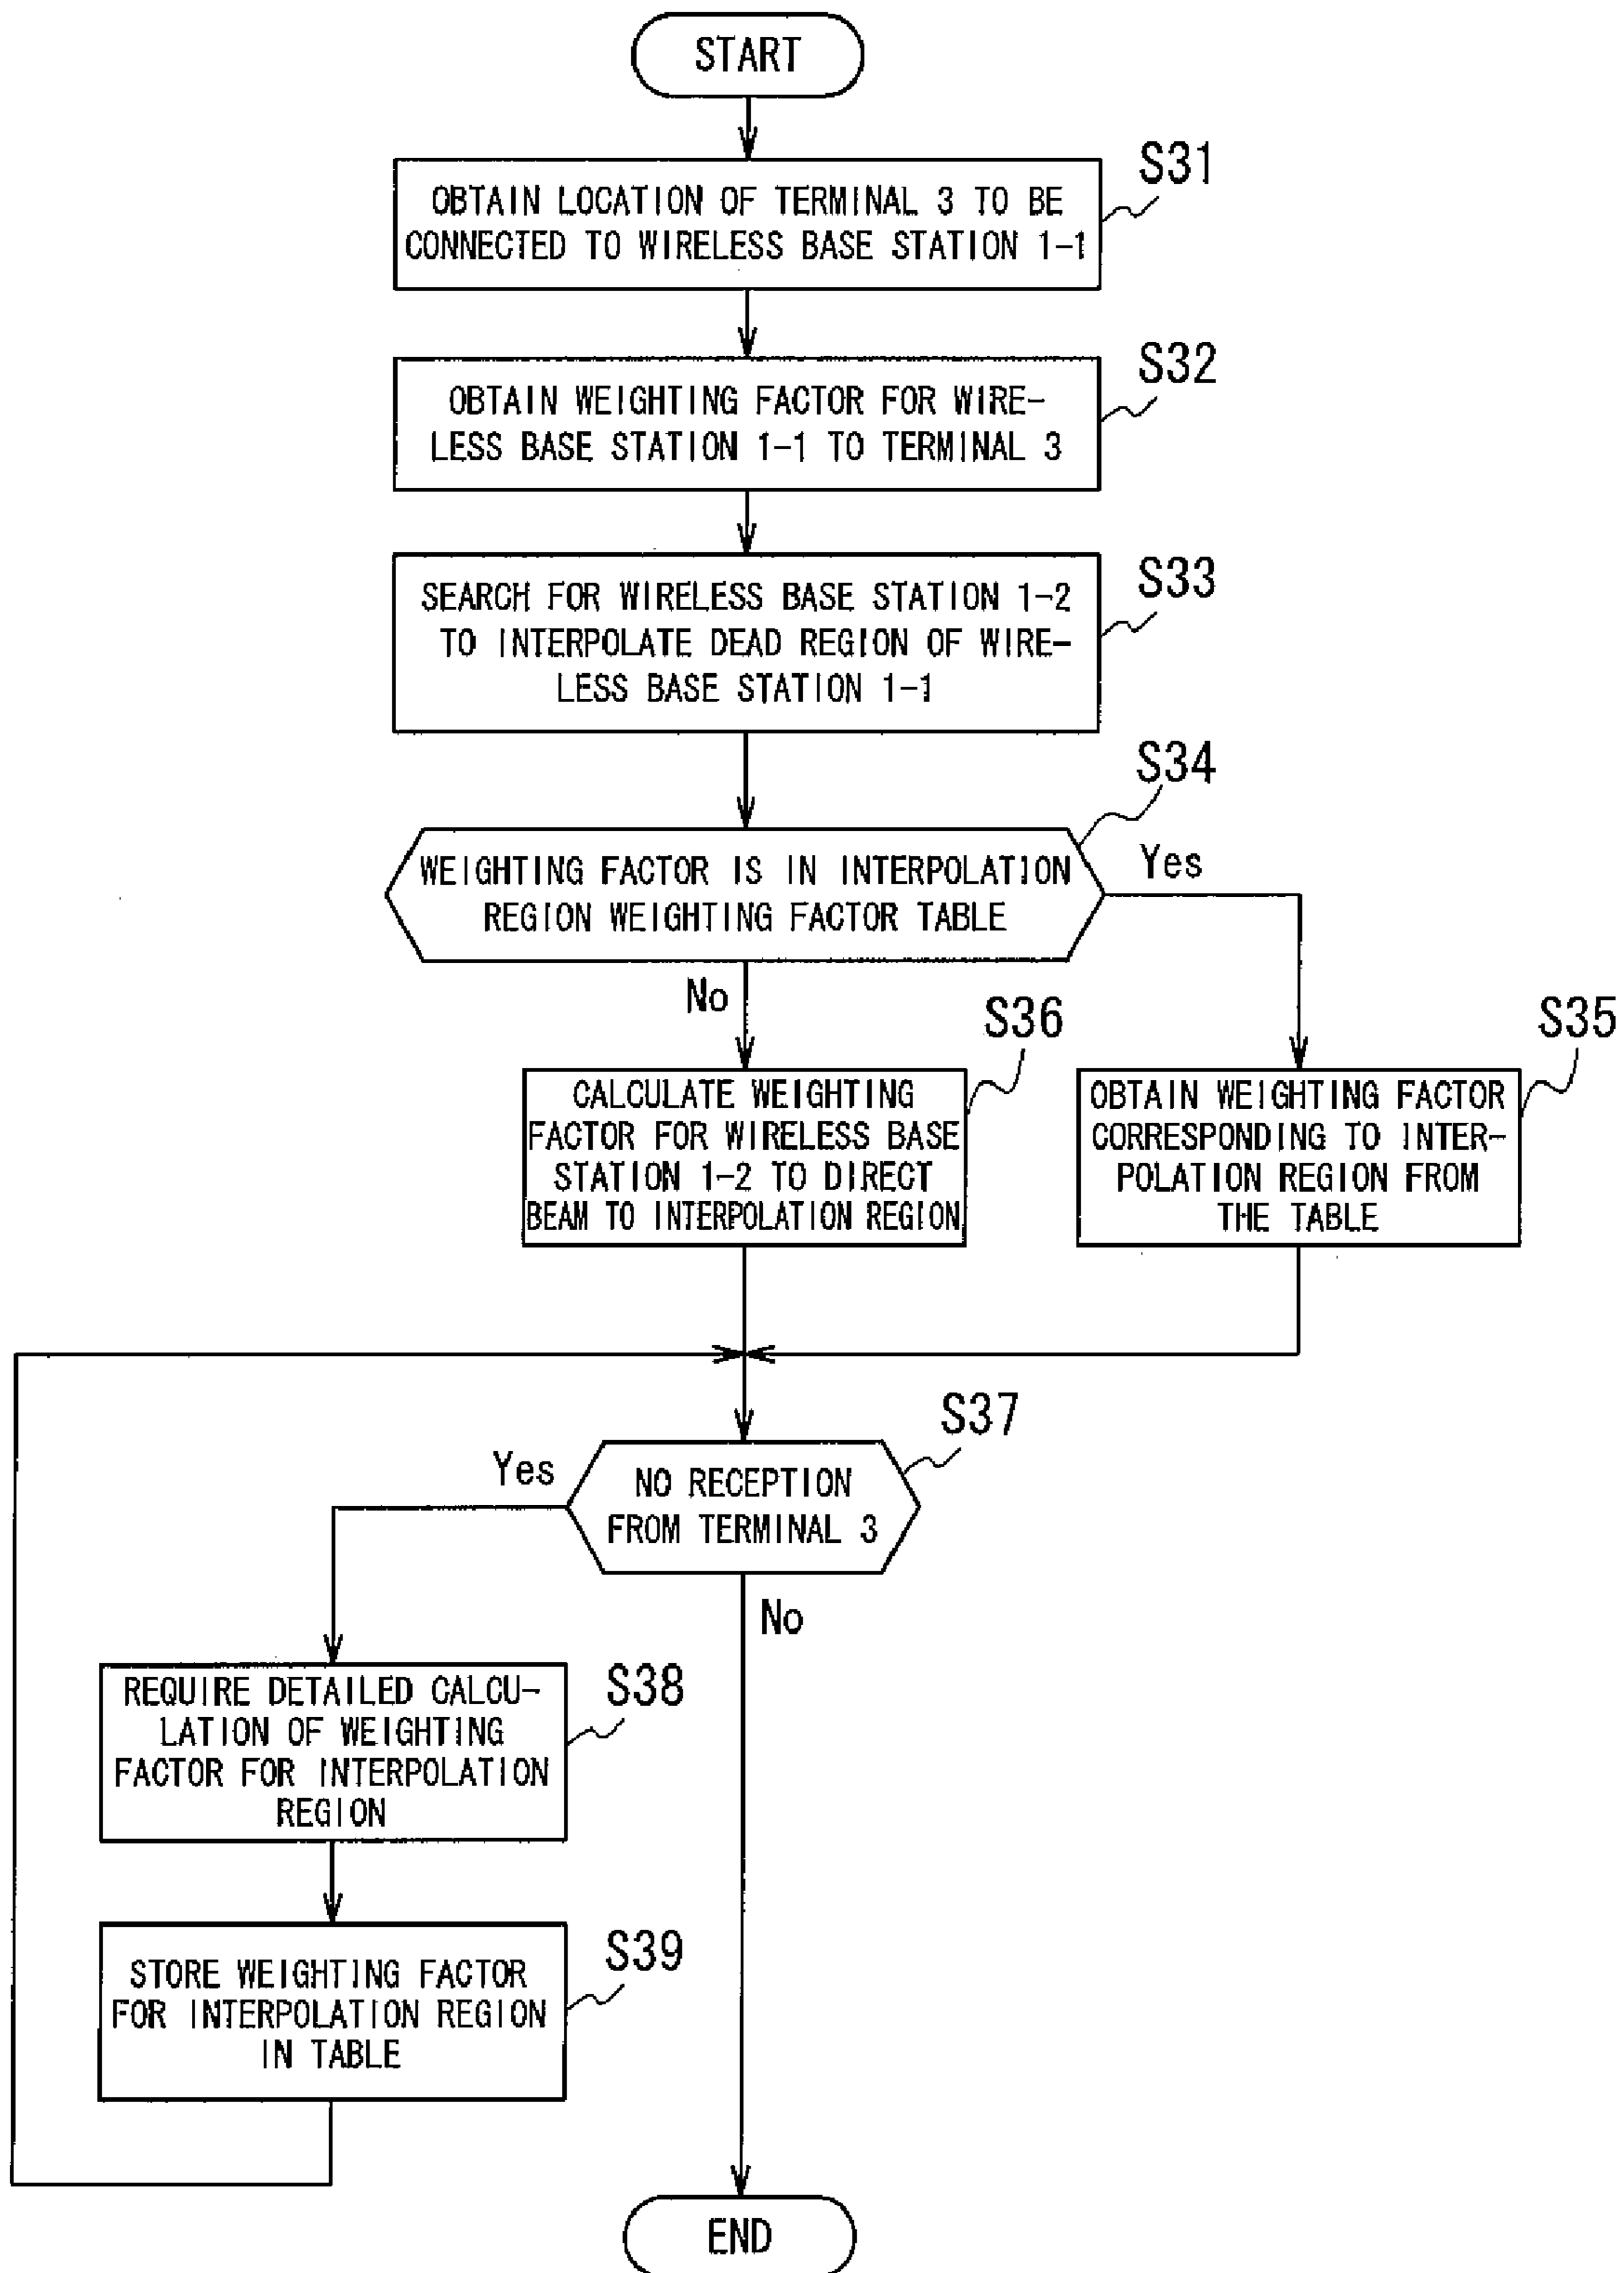 START
S31
OBTAIN LOCATION OF TERMINAL 3 TO BE
CONNECTED TO WIRELESS BASE STATION 1-1
S32
OBTAIN WEIGHTING FACTOR FOR WIRE-
LESS BASE STATION 1-1 TO TERMINAL 3
S33
SEARCH FOR WIRELESS BASE STATION 1-2
TO INTERPOLATE DEAD REGION OF WIRE-
LESS BASE STATION 1-1
S34
WEIGHTING FACTOR IS IN INTERPOLATION
REGION WEIGHTING FACTOR TABLE
Yes
No
S36
CALCULATE WEIGHTING
FACTOR FOR WIRELESS BASE
STATION 1-2 TO DIRECT
BEAM TO INTERPOLATION REGION
S35
OBTAIN WEIGHTING FACTOR
CORRESPONDING TO INTER-
POLATION REGION FROM
THE TABLE
S37
Yes
NO RECEPTION
FROM TERMINAL 3
No
S38
REQUIRE DETAILED CALCU-
LATION OF WEIGHTING
FACTOR FOR INTERPOLATION
REGION
S39
STORE WEIGHTING FACTOR
FOR INTERPOLATION REGION
IN TABLE
END